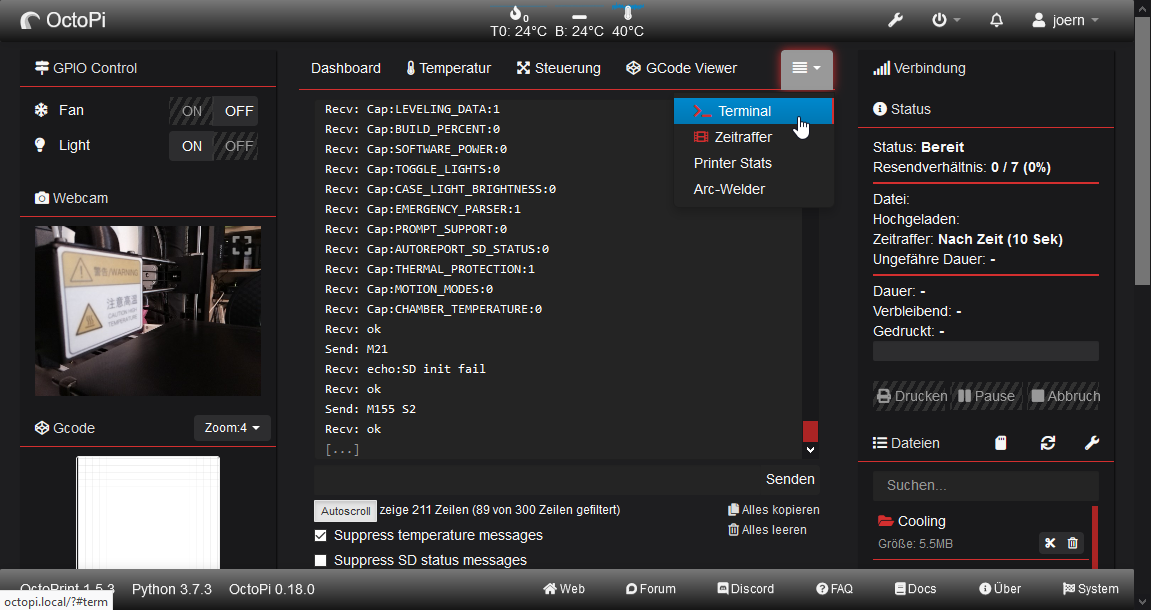 OctoPi
0
T0: 24°C B: 24°C 40°C
joern
GPIO Control
Fan
ON OFF
Light
ON OFF
Webcam
警告/WARNING
注意高温
CAUTION HIGH
TEMPERATURE
Gcode
Zoom:4
Dashboard
Temperatur
Steuerung
GCode Viewer
Terminal
Zeitraffer
Printer Stats
Arc-Welder
Recv: Cap:LEVELING_DATA:1
Recv: Cap:BUILD_PERCENT:0
Recv: Cap:SOFTWARE_POWER:0
Recv: Cap:TOGGLE_LIGHTS:0
Recv: Cap:CASE_LIGHT_BRIGHTNESS:0
Recv: Cap:EMERGENCY_PARSER:1
Recv: Cap:PROMPT_SUPPORT:0
Recv: Cap:AUTOREPORT_SD_STATUS:0
Recv: Cap:THERMAL_PROTECTION:1
Recv: Cap:MOTION_MODES:0
Recv: Cap:CHAMBER_TEMPERATURE:0
Recv: ok
Send: M21
Recv: echo:SD init fail
Recv: ok
Send: M155 S2
Recv: ok
[...]
Senden
Autoscroll zeige 211 Zeilen (89 von 300 Zeilen gefiltert)
Alles kopieren
Alles leeren
Suppress temperature messages
Suppress SD status messages
Verbindung
Status
Status: Bereit
Resendverhältnis: 0 / 7 (0%)
Datei:
Hochgeladen:
Zeitraffer: Nach Zeit (10 Sek)
Ungefähre Dauer: -
Dauer: -
Verbleibend: -
Gedruckt: -
Drucken Pause Abbruch
Dateien
Suchen...
Cooling
Größe: 5.5MB
OctoPrint 1.5.3 Python 3.7.3 OctoPi 0.18.0
Web Forum Discord FAQ Docs Über System
octopi.local/?#term